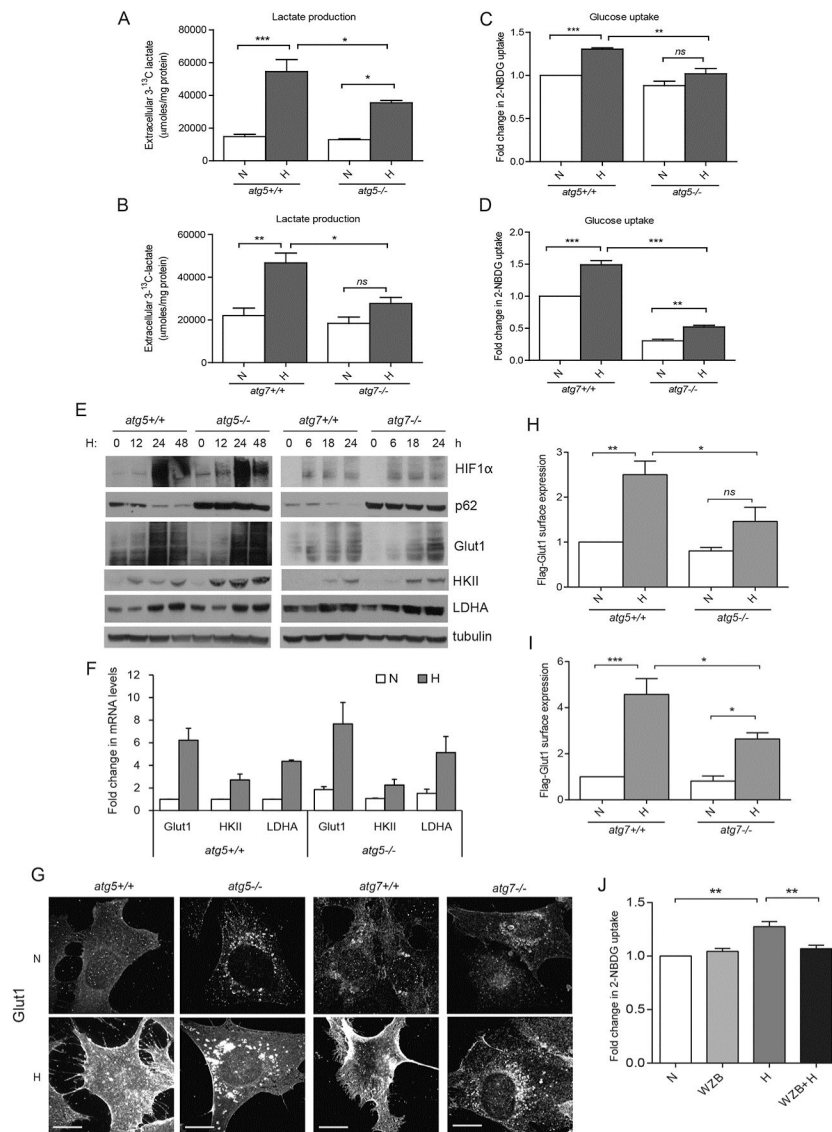 A
Lactate production
Extracellular 3-¹³C lactate
(μmoles/mg protein)
80000
60000
40000
20000
0
***
*
*
N
H
N
H
atg5+/+
atg5-/-
C
Glucose uptake
Fold change in 2-NBDG uptake
1.5
1.0
0.5
0.0
***
**
ns
N
H
N
H
atg5+/+
atg5-/-
B
Lactate production
Extracellular 3-¹³C-lactate
(μmoles/mg protein)
60000
40000
20000
0
**
*
ns
N
H
N
H
atg7+/+
atg7-/-
D
Glucose uptake
Fold change in 2-NBDG uptake
2.0
1.5
1.0
0.5
0.0
***
***
**
N
H
N
H
atg7+/+
atg7-/-
E
atg5+/+
atg5-/-
atg7+/+
atg7-/-
H: 0 12 24 48 0 12 24 48 0 6 18 24 0 6 18 24 h
HIF1α
p62
Glut1
HKII
LDHA
tubulin
H
Flag-Glut1 surface expression
4
3
2
1
0
**
*
ns
N
H
N
H
atg5+/+
atg5-/-
F
Fold change in mRNA levels
12
10
8
6
4
2
0
N
H
Glut1 HKII LDHA Glut1 HKII LDHA
atg5+/+
atg5-/-
I
Flag-Glut1 surface expression
6
4
2
0
***
*
*
N
H
N
H
atg7+/+
atg7-/-
G
atg5+/+
atg5-/-
atg7+/+
atg7-/-
Glut1
N
H
J
Fold change in 2-NBDG uptake
1.5
1.0
0.5
0.0
**
**
N
WZB
H
WZB+H